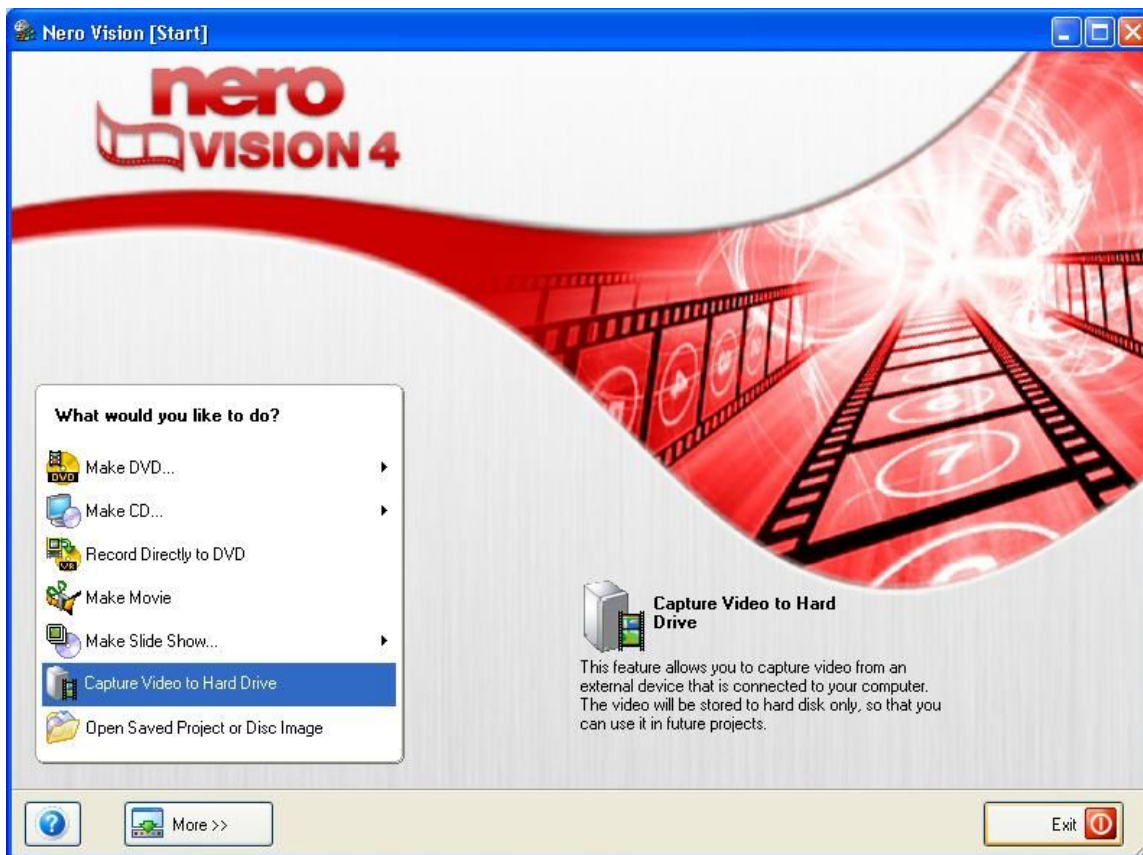 Nero Vision [Start]
nero
VISION 4
What would you like to do?
Make DVD...
Make CD...
Record Directly to DVD
Make Movie
Make Slide Show...
Capture Video to Hard Drive
Open Saved Project or Disc Image
Capture Video to Hard
Drive
This feature allows you to capture video from an
external device that is connected to your computer.
The video will be stored to hard disk only, so that you
can use it in future projects.
More >>
Exit